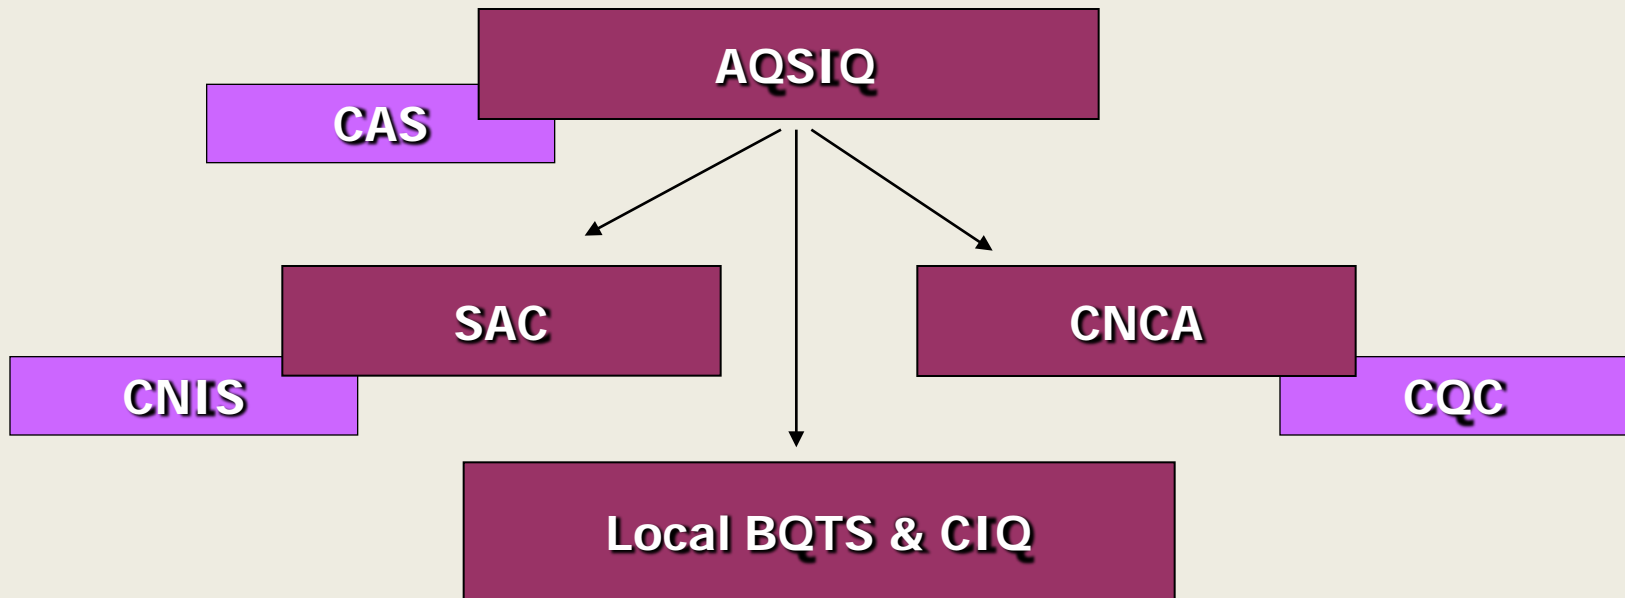 AQSIQ
CAS
SAC
CNCA
CNIS
CQC
Local BQTS & CIQ